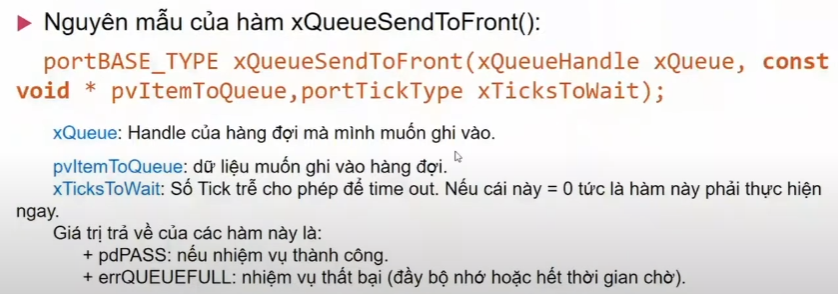 ► Nguyên mẫu của hàm xQueueSendToFront():
portBASE_TYPE xQueueSendToFront(xQueueHandle xQueue, const
void * pvItemToQueue,portTickType xTicksToWait);
xQueue: Handle của hàng đợi mà mình muốn ghi vào.
pvItemToQueue: dữ liệu muốn ghi vào hàng đợi.
xTicksToWait: Số Tick trễ cho phép để time out. Nếu cái này = 0 tức là hàm này phải thực hiện
ngay.
Giá trị trả về của các hàm này là:
+ pdPASS: nếu nhiệm vụ thành công.
+ errQUEUEFULL: nhiệm vụ thất bại (đầy bộ nhớ hoặc hết thời gian chờ).